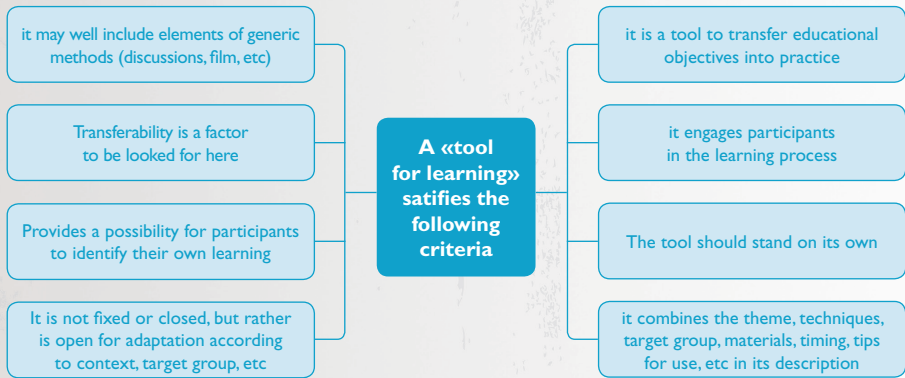 it may well include elements of generic
methods (discussions, film, etc)
Transferability is a factor
to be looked for here
Provides a possibility for participants
to identify their own learning
It is not fixed or closed, but rather
is open for adaptation according
to context, target group, etc
A «tool
for learning»
satifies the
following
criteria
it is a tool to transfer educational
objectives into practice
it engages participants
in the learning process
The tool should stand on its own
it combines the theme, techniques,
target group, materials, timing, tips
for use, etc in its description